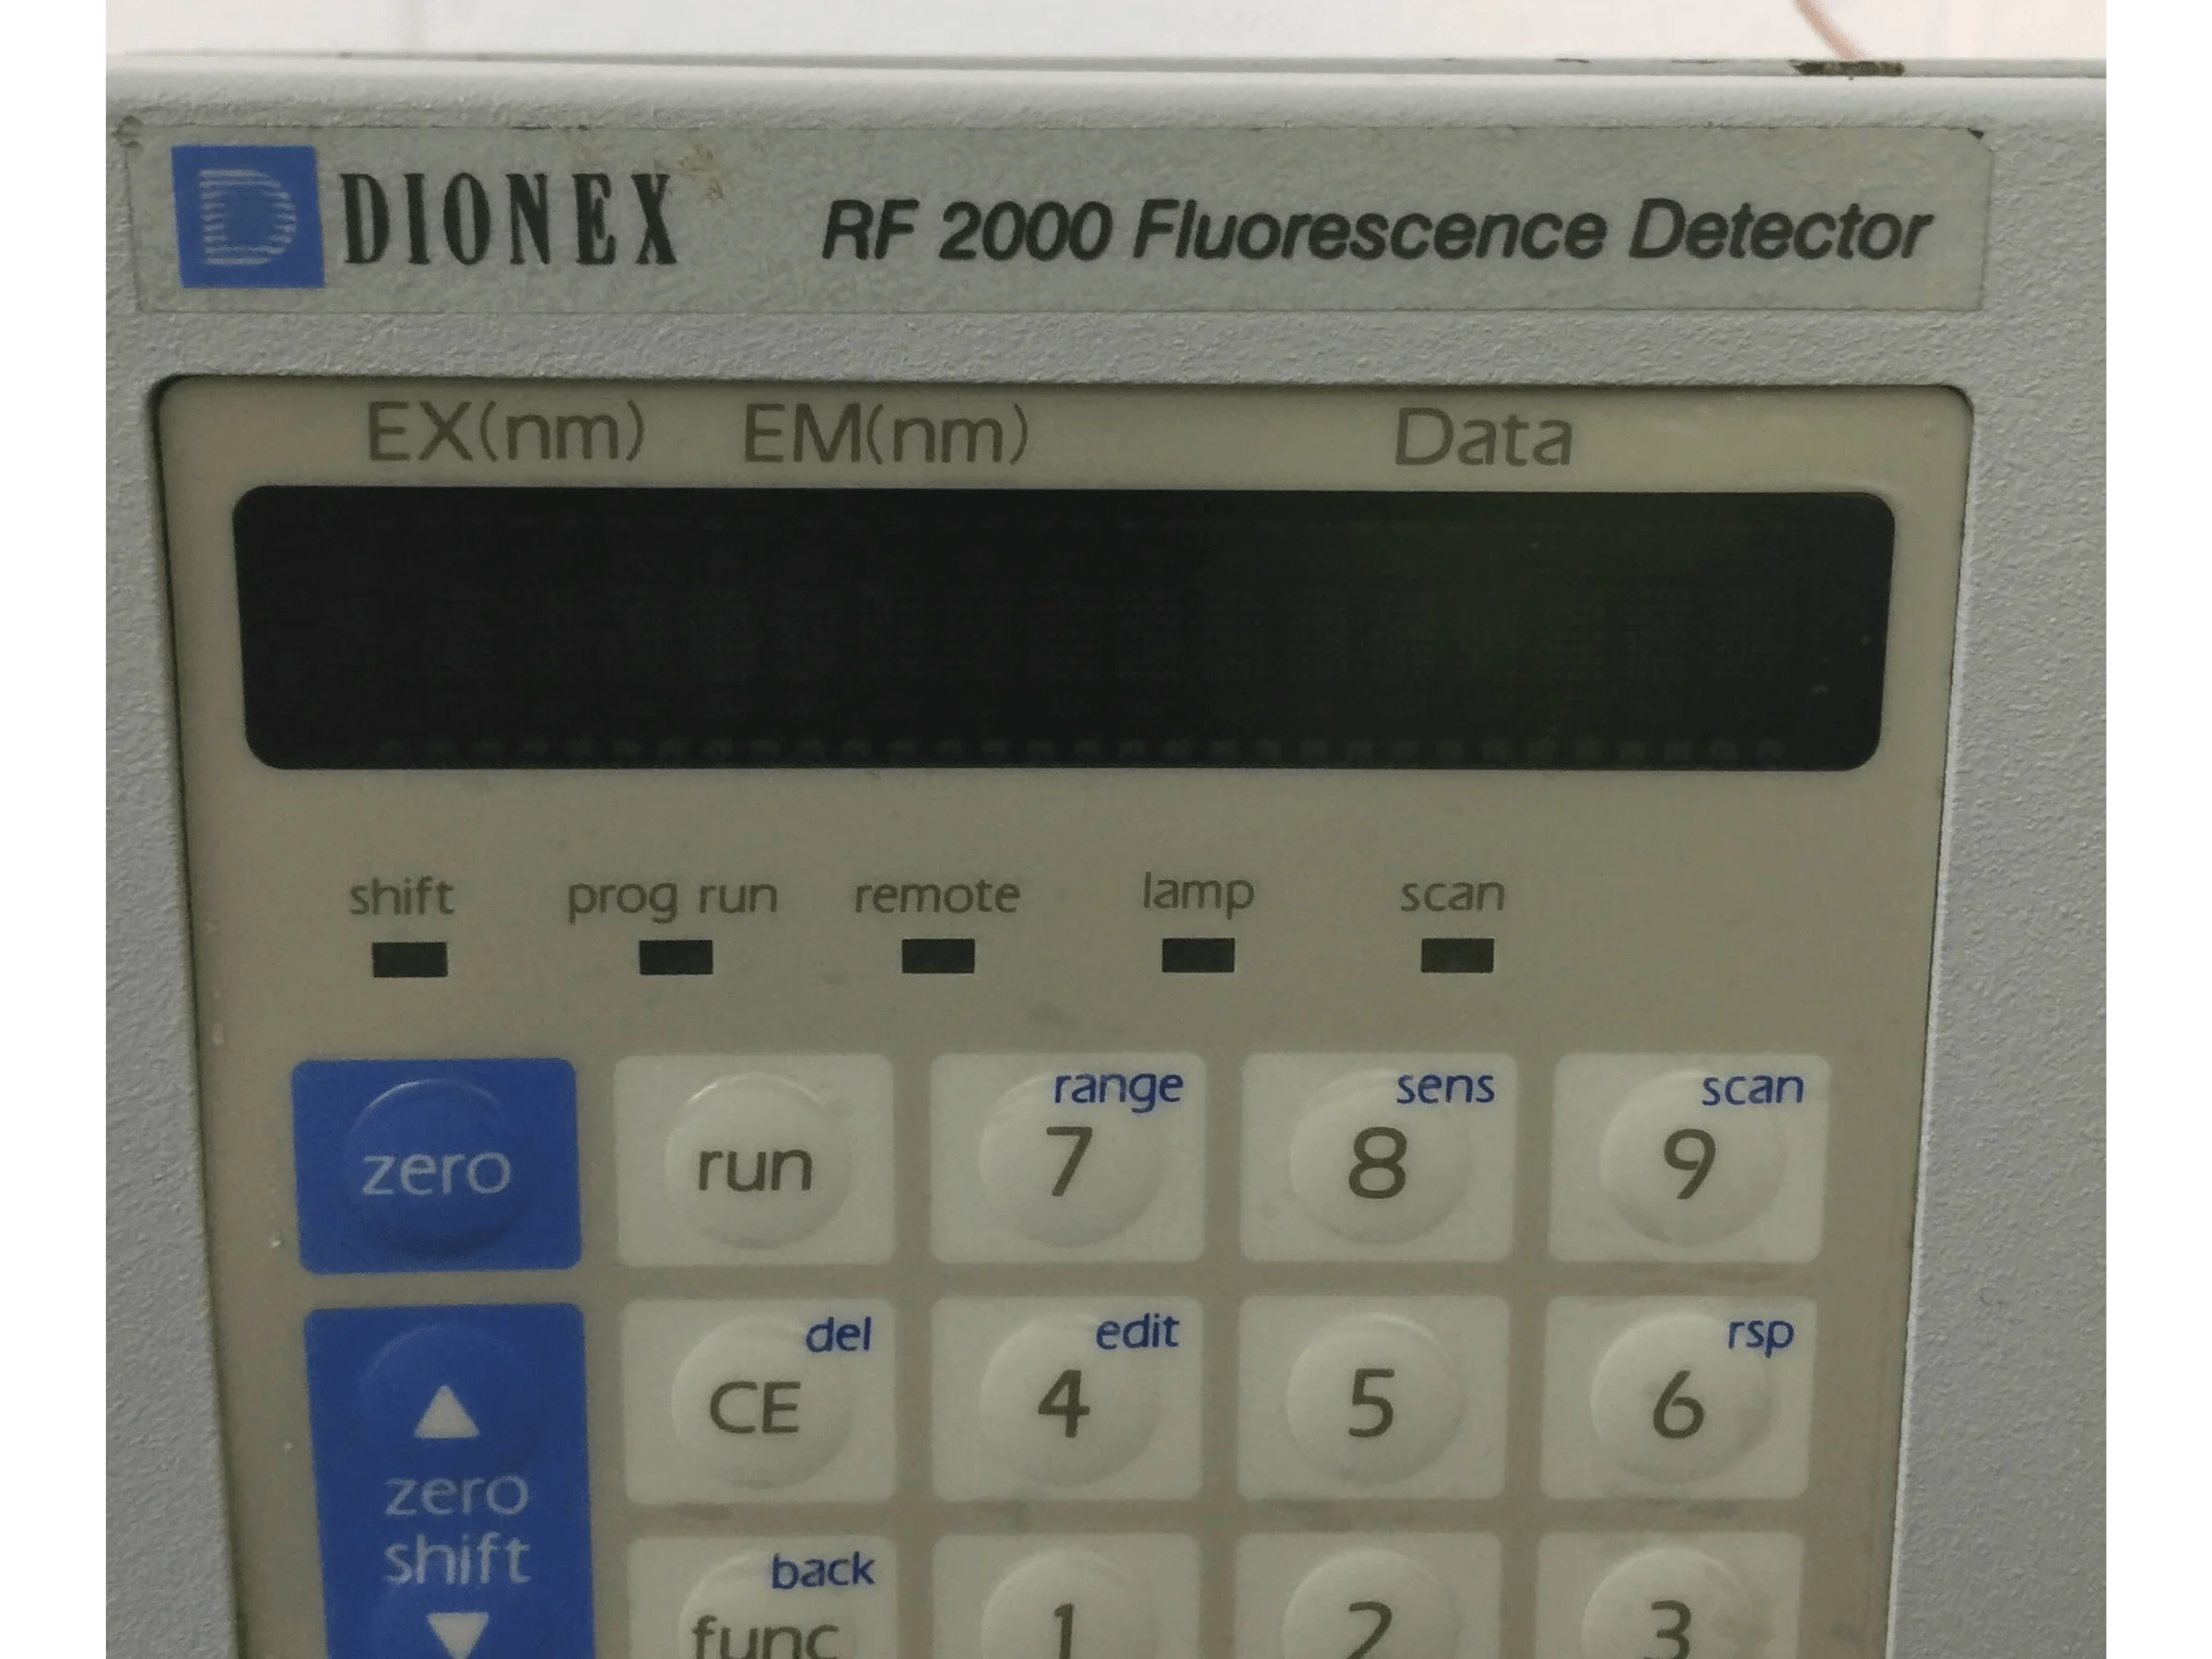 D DIONEX RF 2000 Fluorescence Detector
EX(nm) EM(nm) Data
shift prog run remote lamp scan
zero run range 7 sens 8 scan 9
zero shift
del CE edit 4 5 rsp 6
back func 1 2 3